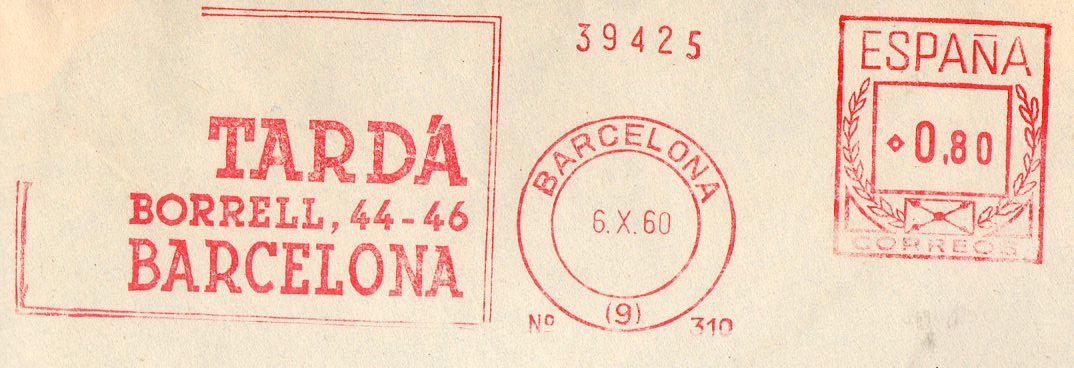 TARDÁ
BORRELL, 44-46
BARCELONA
39425
BARCELONA
6.X.60
(9)
Nº 310
ESPAÑA
0,80
CORREOS